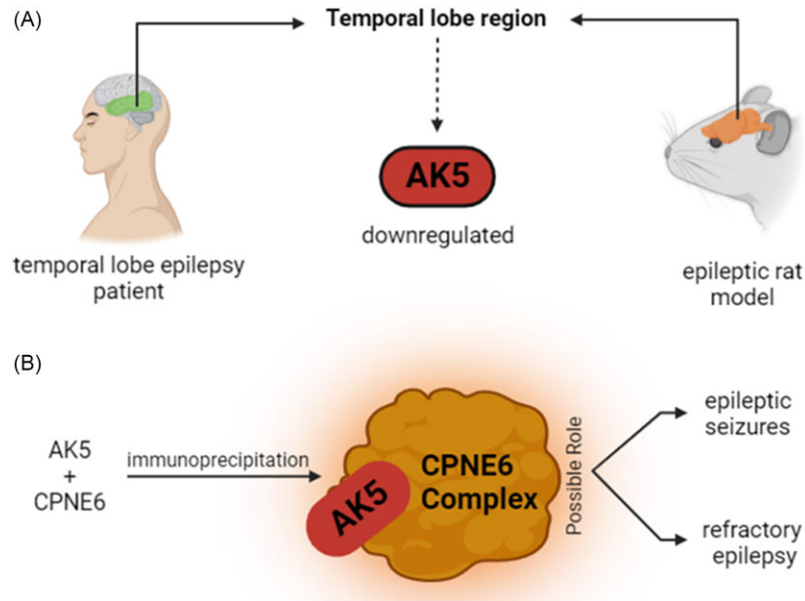 (A)
Temporal lobe region
AK5
downregulated
temporal lobe epilepsy
patient
epileptic rat
model
(B)
AK5
+
CPNE6
immunoprecipitation
AK5
CPNE6
Complex
Possible Role
epileptic
seizures
refractory
epilepsy